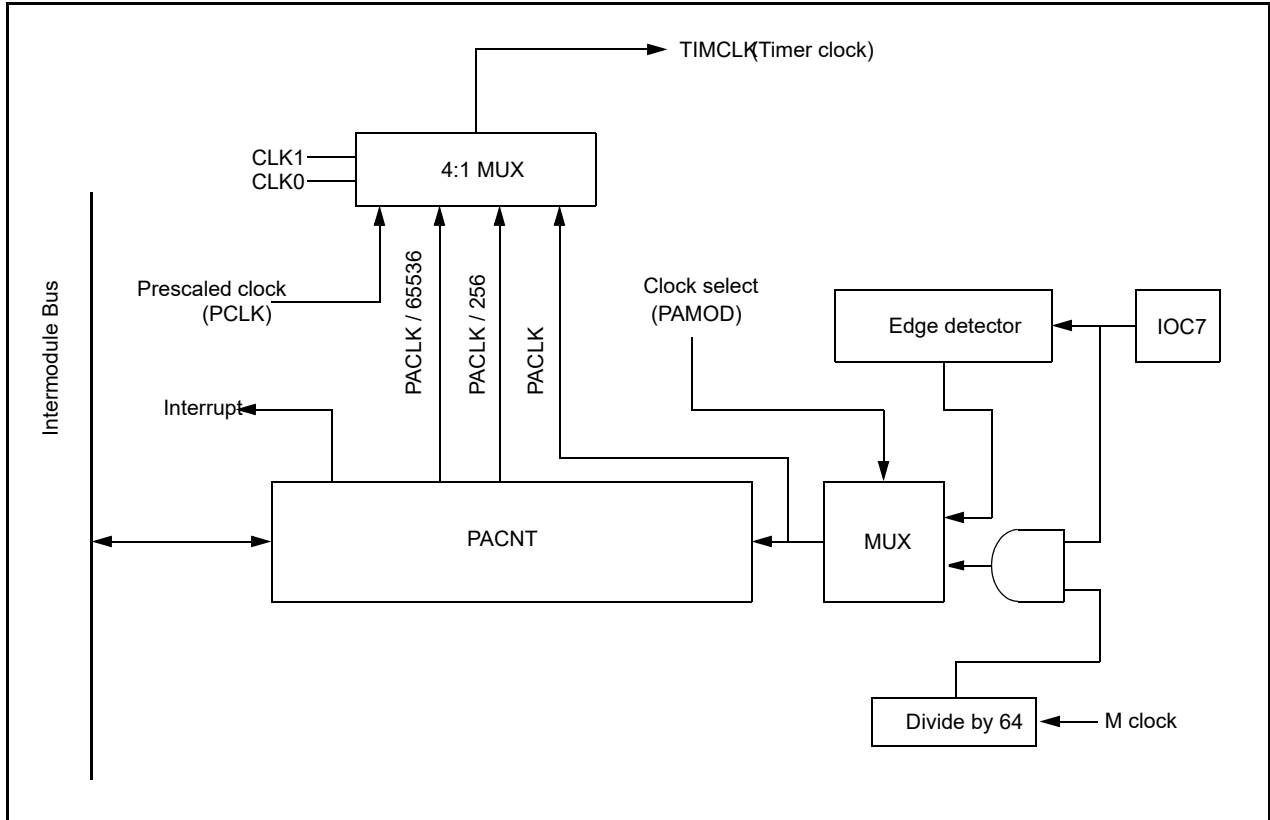 TIMCLK (Timer clock)
CLK1
CLK0
4:1 MUX
Intermodule Bus
Prescaled clock
(PCLK)
PACLK / 65536
PACLK / 256
PACLK
Clock select
(PAMOD)
Edge detector
IOC7
Interrupt
PACNT
MUX
Divide by 64
M clock